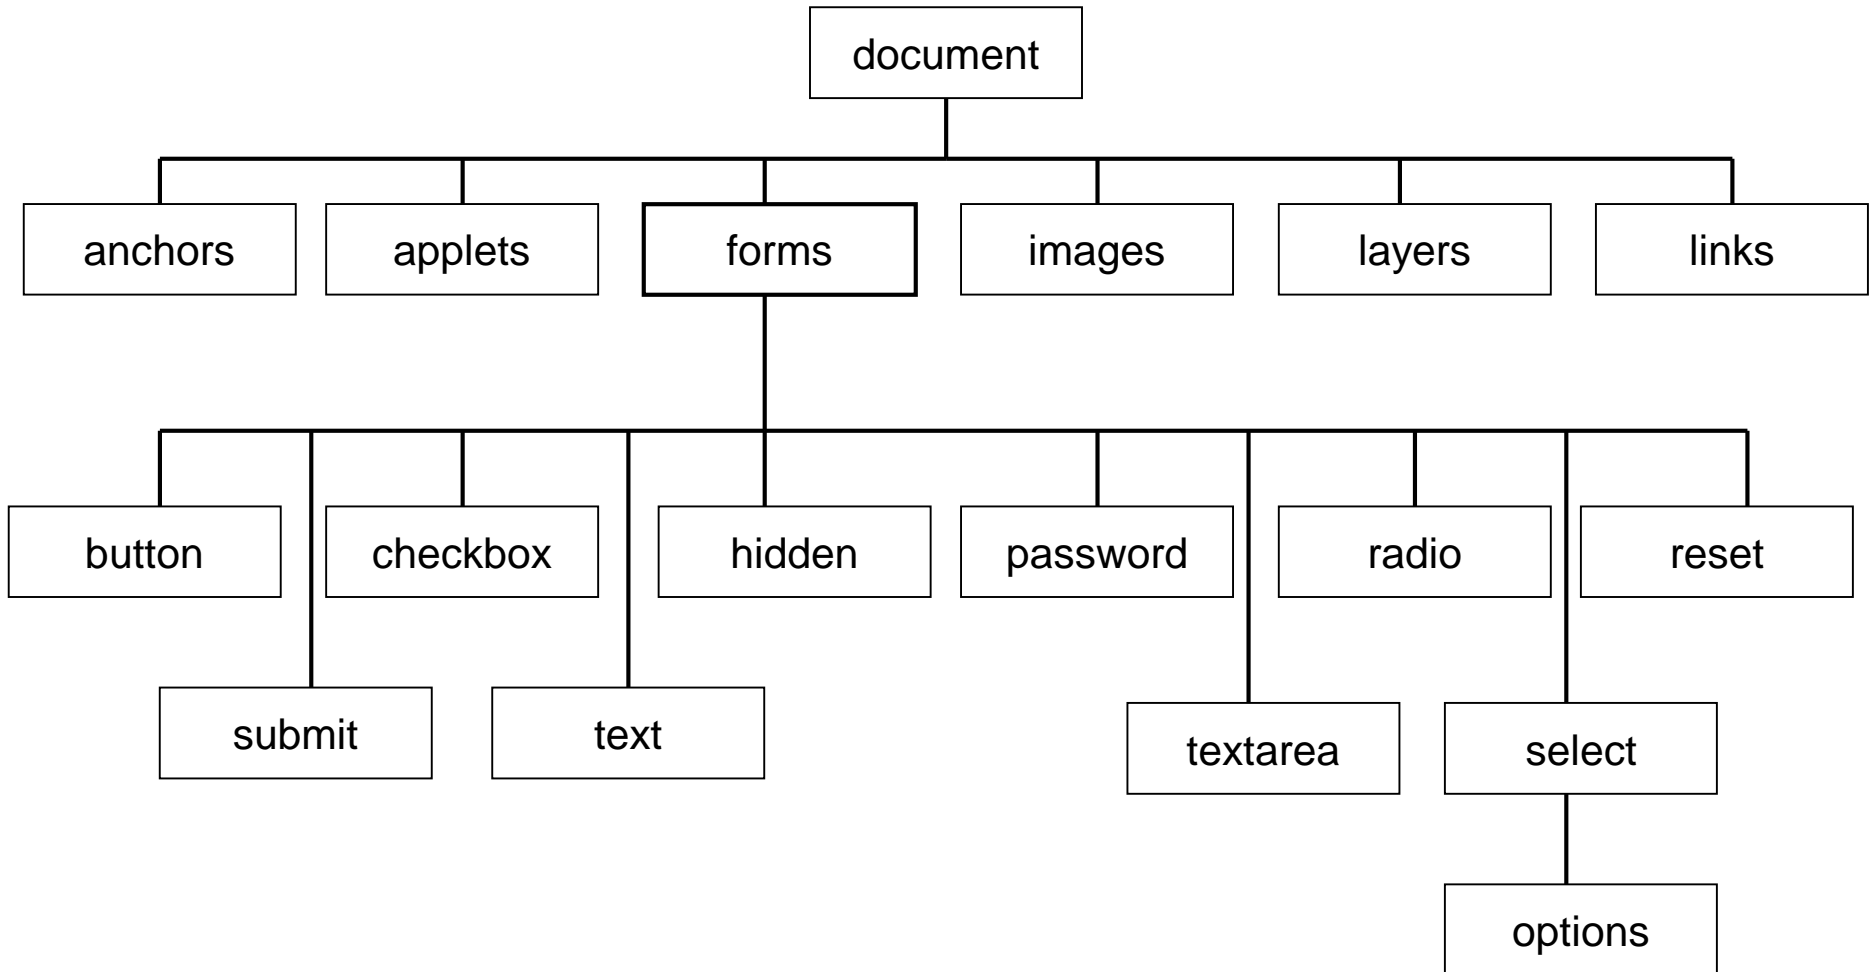 document
anchors
applets
forms
images
layers
links
button
checkbox
hidden
password
radio
reset
submit
text
textarea
select
options